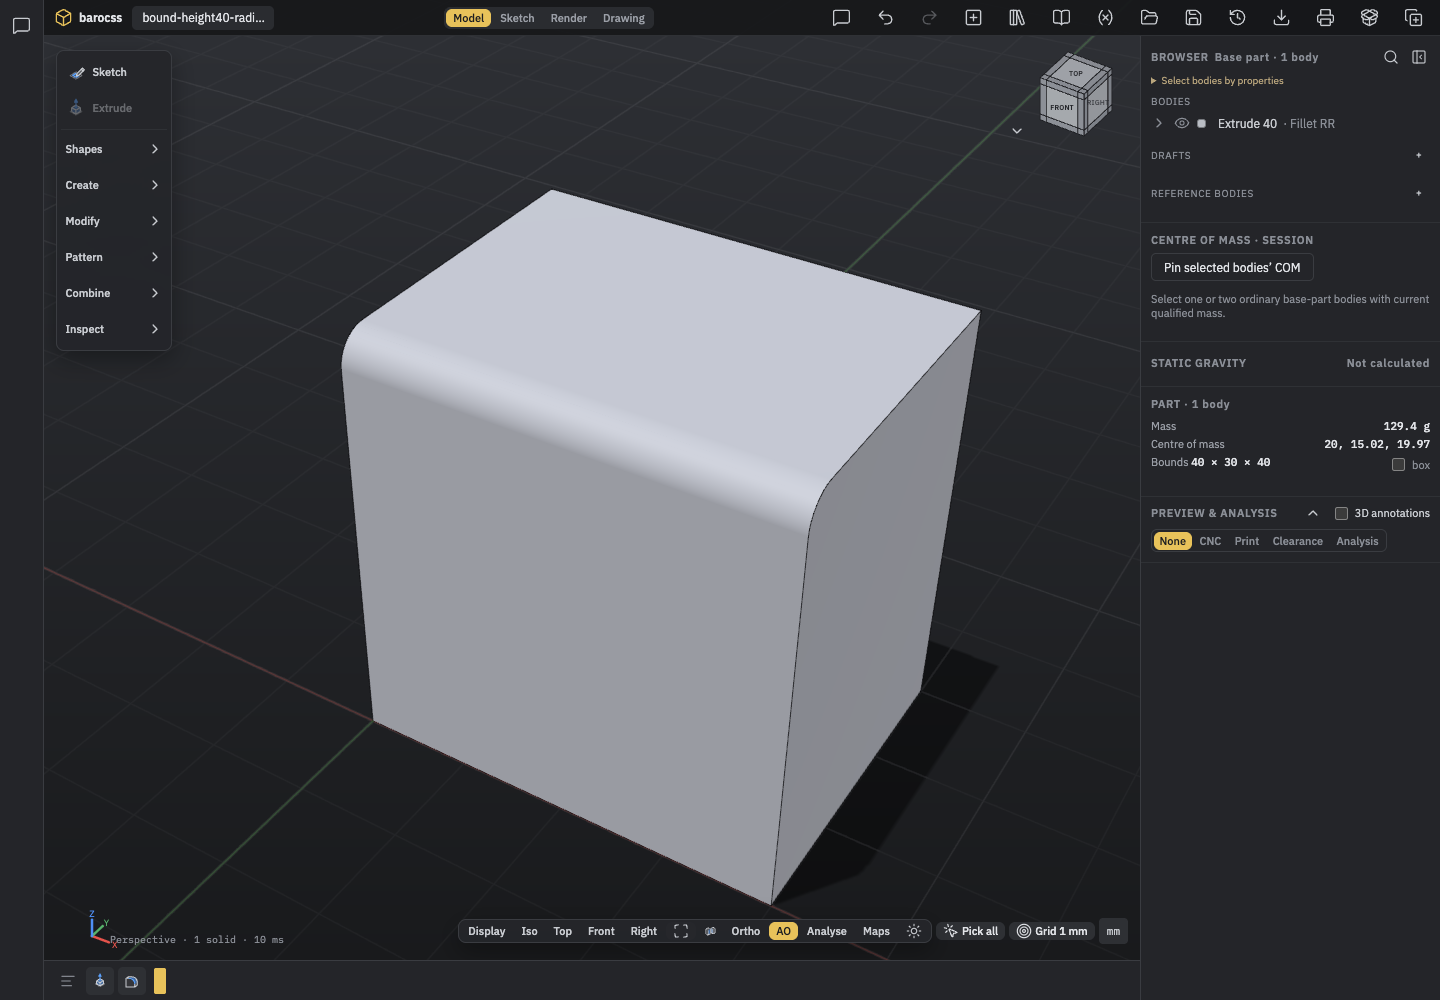 barocss
bound-height40-radi...
Model
Sketch
Render
Drawing
Sketch
Extrude
Shapes
Create
Modify
Pattern
Combine
Inspect
TOP
FRONT
RIGHT
BROWSER Base part · 1 body
Select bodies by properties
BODIES
Extrude 40 · Fillet RR
DRAFTS
REFERENCE BODIES
CENTRE OF MASS · SESSION
Pin selected bodies’ COM
Select one or two ordinary base-part bodies with current
qualified mass.
STATIC GRAVITY Not calculated
PART · 1 body
Mass 129.4 g
Centre of mass 20, 15.02, 19.97
Bounds 40 × 30 × 40 box
PREVIEW & ANALYSIS 3D annotations
None CNC Print Clearance Analysis
Z
Y
X
Perspective · 1 solid · 10 ms
Display Iso Top Front Right Ortho AO Analyse Maps Pick all Grid 1 mm mm